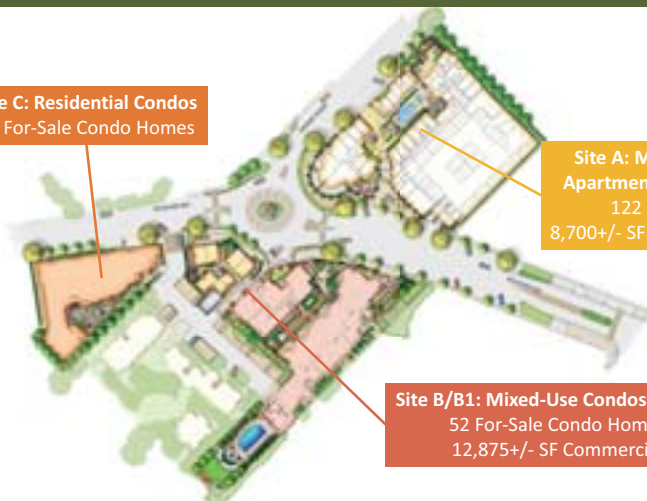 e C: Residential Condos
For-Sale Condo Homes
Site A: M
Apartmen
122
8,700+/- SF
Site B/B1: Mixed-Use Condos
52 For-Sale Condo Hom
12,875+/- SF Commerci